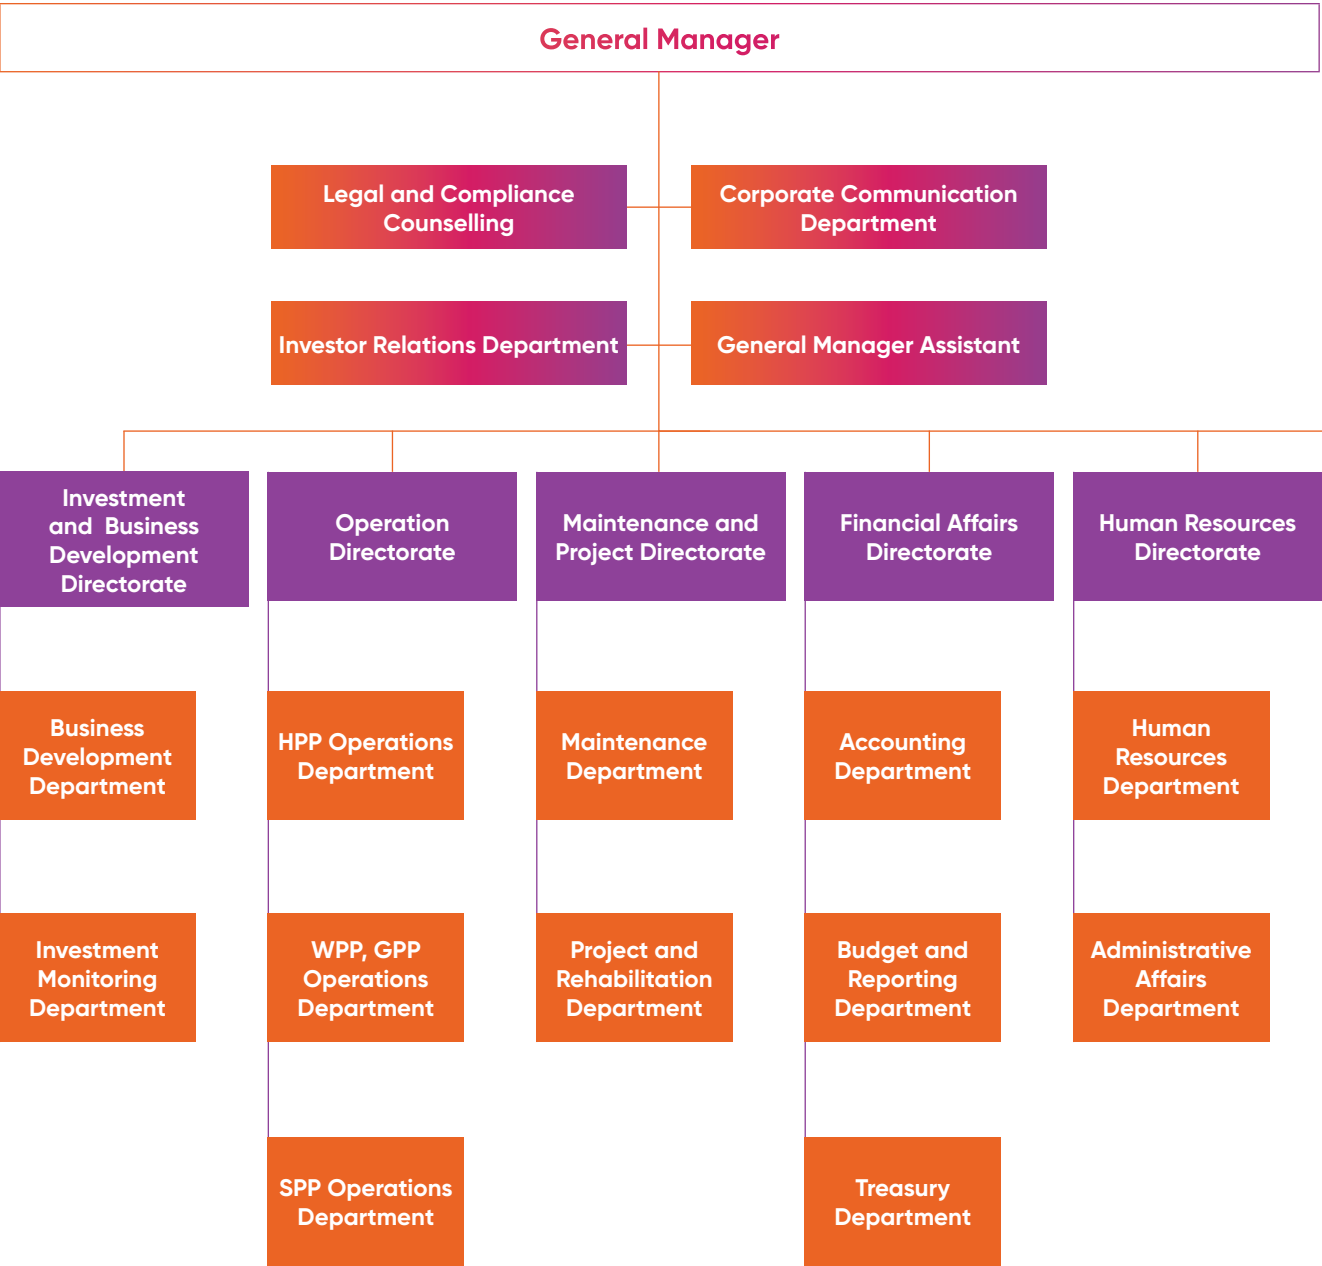 General Manager
Legal and Compliance
Counselling
Corporate Communication
Department
Investor Relations Department
General Manager Assistant
Investment
and Business
Development
Directorate
Operation
Directorate
Maintenance and
Project Directorate
Financial Affairs
Directorate
Human Resources
Directorate
Business
Development
Department
HPP Operations
Department
Maintenance
Department
Accounting
Department
Human
Resources
Department
Investment
Monitoring
Department
WPP, GPP
Operations
Department
Project and
Rehabilitation
Department
Budget and
Reporting
Department
Administrative
Affairs
Department
SPP Operations
Department
Treasury
Department